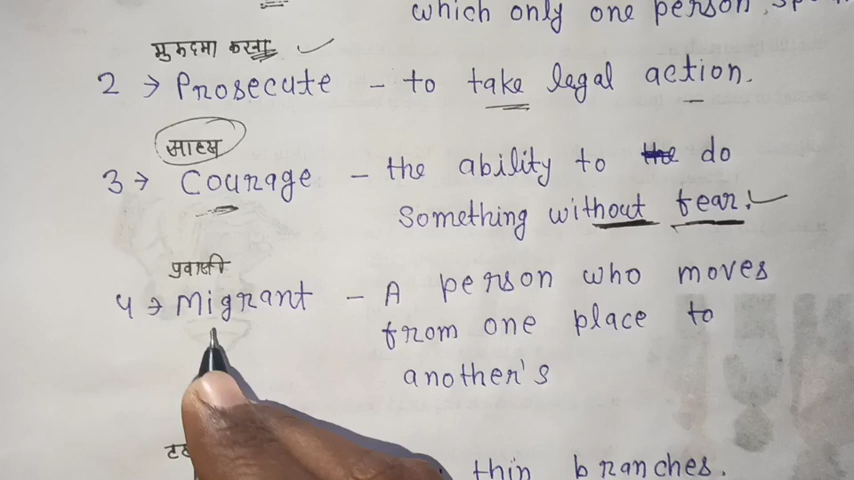 which only one person
मुकदमा करना
2 → Prosecute - to take legal action.
साहस
3 → Courage - the ability to do
something without fear.
प्रवासी
4 → Migrant - A person who moves
from one place to
another's
thin branches.